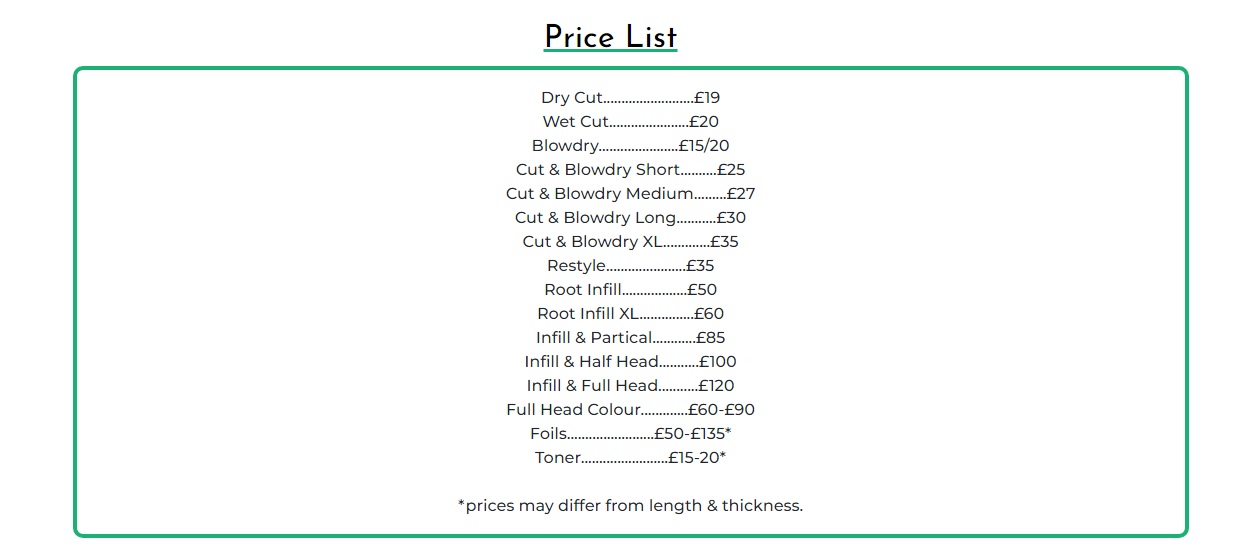 Price List
Dry Cut.........................£19
Wet Cut......................£20
Blowdry......................£15/20
Cut & Blowdry Short..........£25
Cut & Blowdry Medium.........£27
Cut & Blowdry Long...........£30
Cut & Blowdry XL.............£35
Restyle......................£35
Root Infill..................£50
Root Infill XL...............£60
Infill & Partical............£85
Infill & Half Head...........£100
Infill & Full Head...........£120
Full Head Colour.............£60-£90
Foils........................£50-£135*
Toner........................£15-20*
*prices may differ from length & thickness.